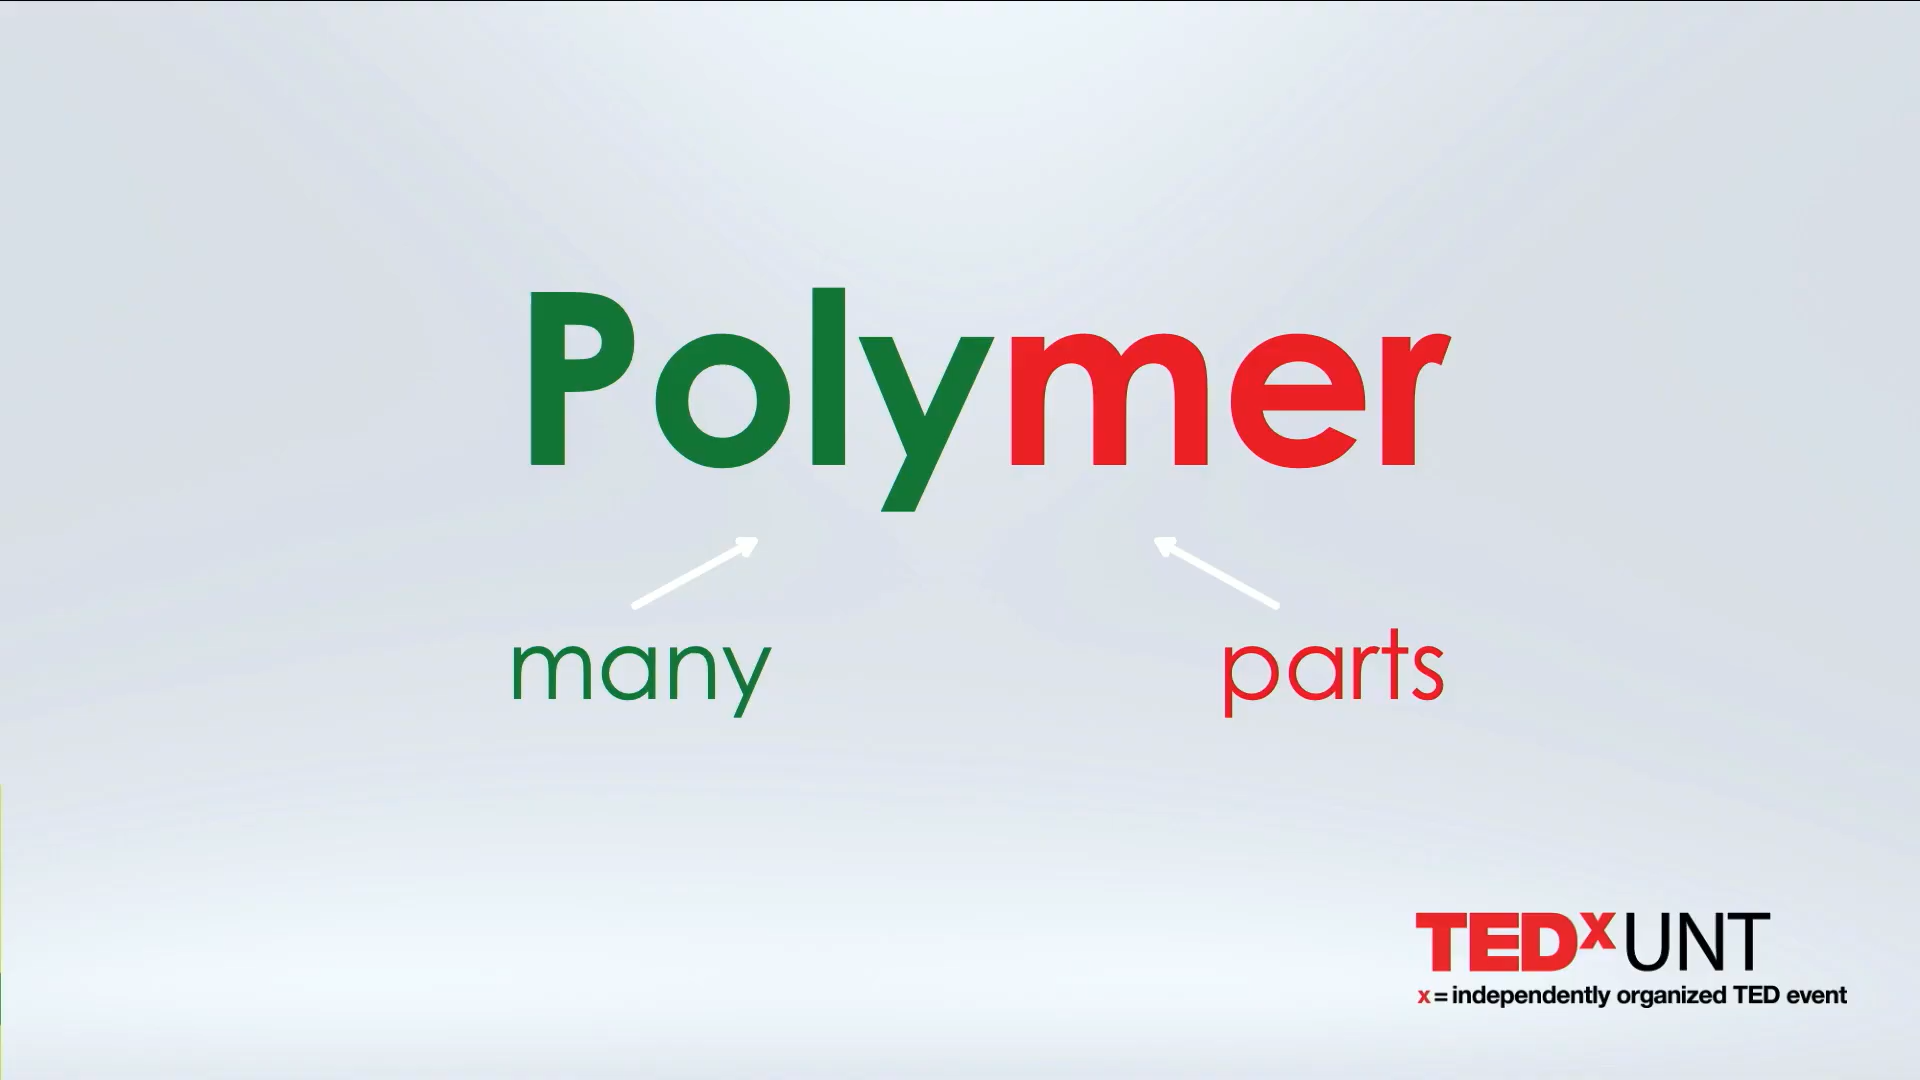 Polymer
many parts
TEDxUNT
x = independently organized TED event